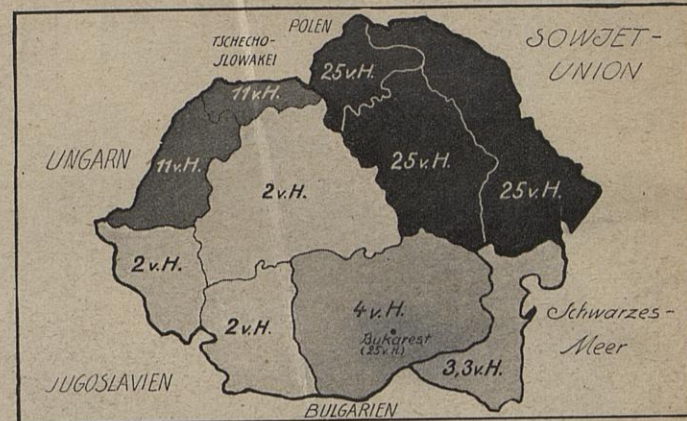 POLEN
TSCHECHO-
SLOWAKEI
SOWJET-
UNION
25 v.H.
11 v.H.
UNGARN
11 v.H.
2 v.H.
25 v.H.
25 v.H.
2 v.H.
2 v.H.
4 v.H.
Bukarest
(25 v.H.)
3,3 v.H.
Schwarzes-
Meer
JUGOSLAVIEN
BULGARIEN